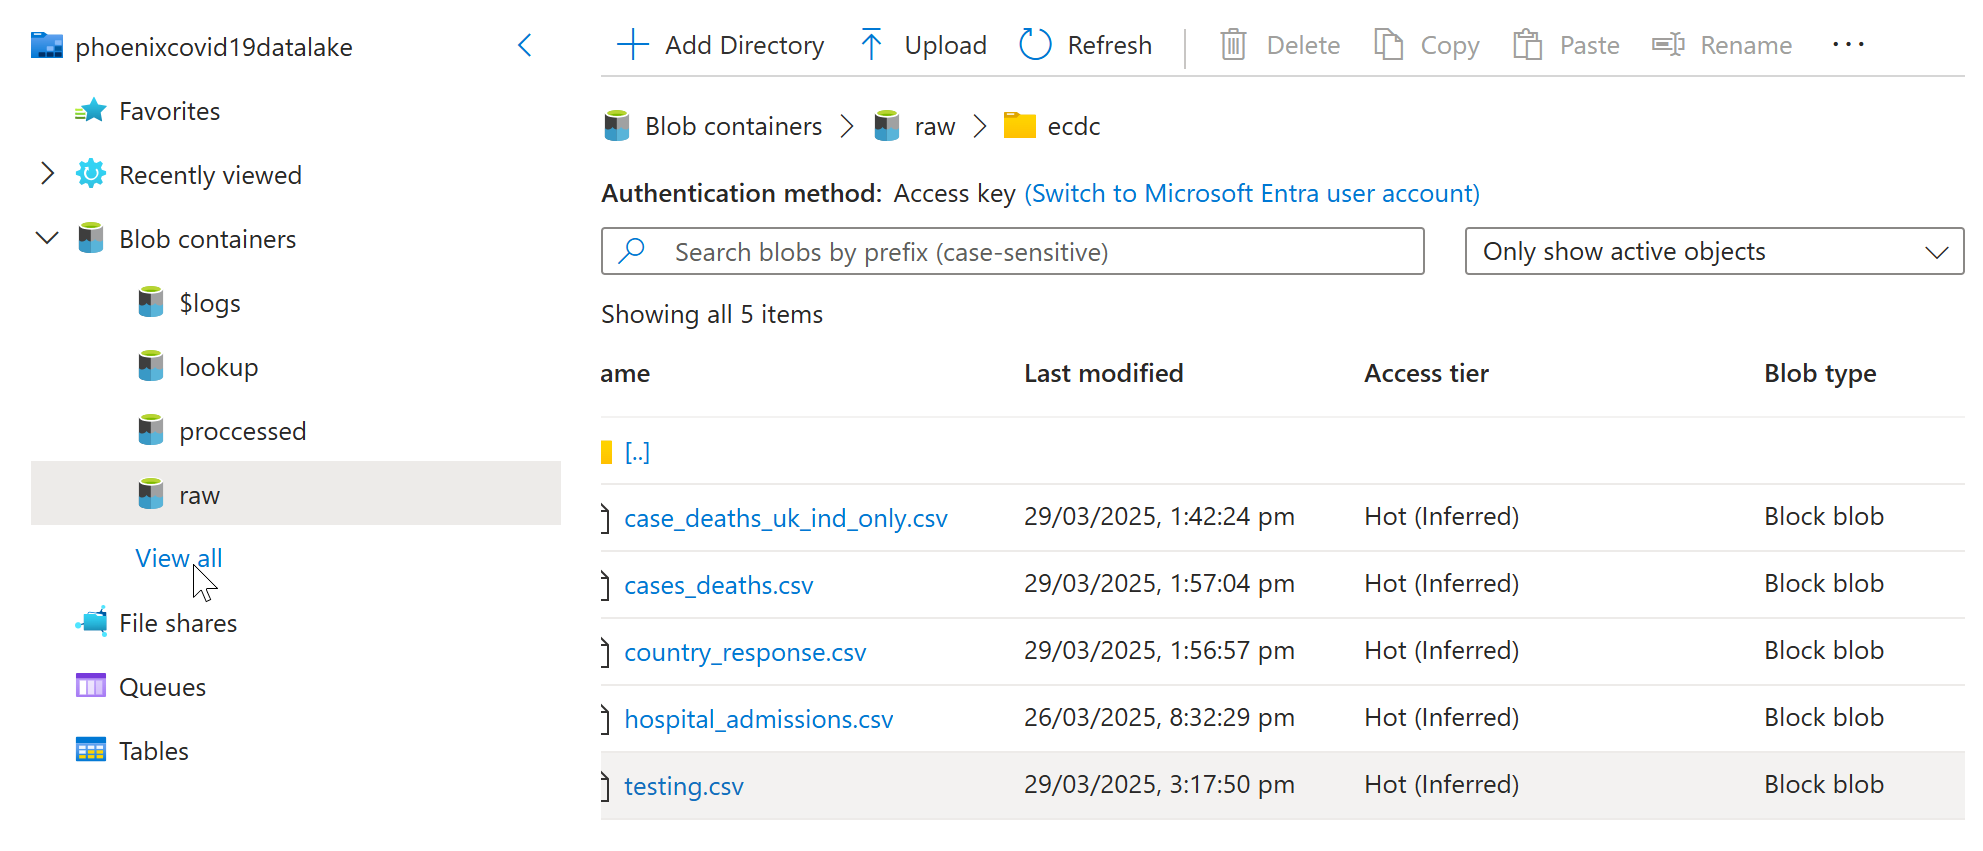 phoenixcovid19datalake
Favorites
Recently viewed
Blob containers
$logs
lookup
proccessed
raw
View all
File shares
Queues
Tables
Add Directory Upload Refresh Delete Copy Paste Rename ...
Blob containers > raw > ecdc
Authentication method: Access key (Switch to Microsoft Entra user account)
Search blobs by prefix (case-sensitive) Only show active objects
Showing all 5 items
ame Last modified Access tier Blob type
[..]
case_deaths_uk_ind_only.csv 29/03/2025, 1:42:24 pm Hot (Inferred) Block blob
cases_deaths.csv 29/03/2025, 1:57:04 pm Hot (Inferred) Block blob
country_response.csv 29/03/2025, 1:56:57 pm Hot (Inferred) Block blob
hospital_admissions.csv 26/03/2025, 8:32:29 pm Hot (Inferred) Block blob
testing.csv 29/03/2025, 3:17:50 pm Hot (Inferred) Block blob